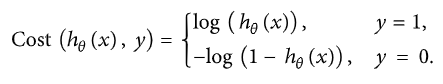 Cost (hθ(x), y) = { log (hθ(x)), y = 1,
−log (1 − hθ(x)), y = 0.